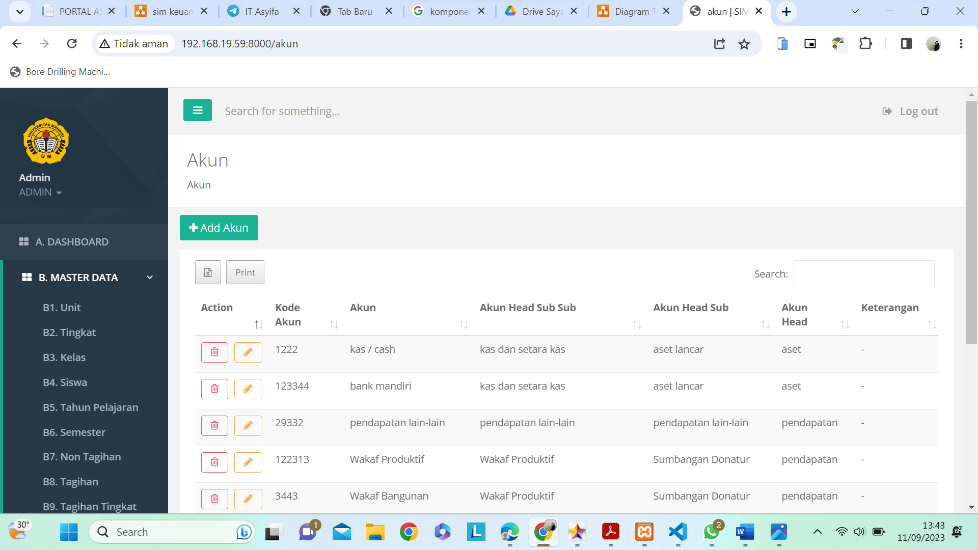 PORTAL A
sim keuan
IT Asyifa
Tab Baru
kompone
Drive Say
Diagram T
akun | SIM
Tidak aman 192.168.19.59:8000/akun
Bore Drilling Machi...
Search for something...
Log out
Admin
ADMIN
A. DASHBOARD
B. MASTER DATA
B1. Unit
B2. Tingkat
B3. Kelas
B4. Siswa
B5. Tahun Pelajaran
B6. Semester
B7. Non Tagihan
B8. Tagihan
B9. Tagihan Tingkat
Akun
Akun
Add Akun
Print
Search:
Action Kode Akun Akun Akun Head Sub Sub Akun Head Sub Akun Head Keterangan
1222 kas / cash kas dan setara kas aset lancar aset -
123344 bank mandiri kas dan setara kas aset lancar aset -
29332 pendapatan lain-lain pendapatan lain-lain pendapatan lain-lain pendapatan -
122313 Wakaf Produktif Wakaf Produktif Sumbangan Donatur pendapatan -
3443 Wakaf Bangunan Wakaf Produktif Sumbangan Donatur pendapatan -
30°
Search
1
2
13:43
11/09/2023